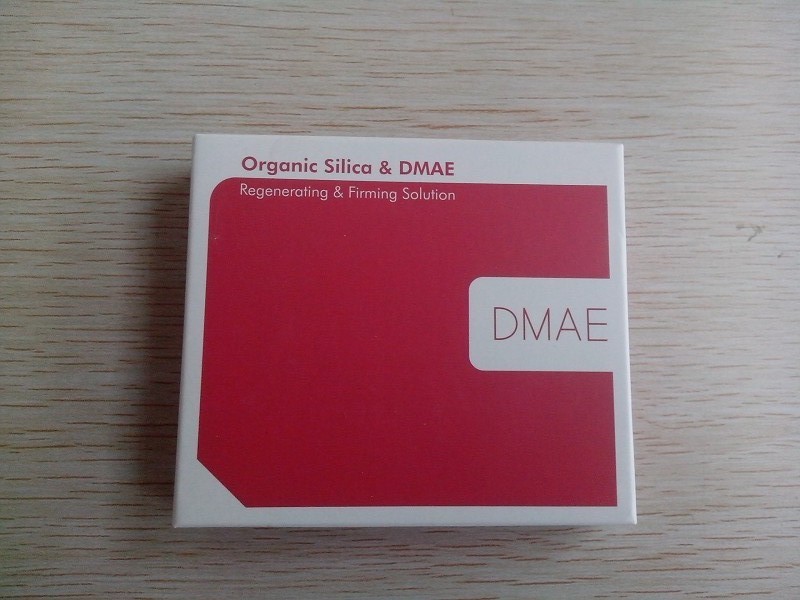 Organic Silica & DMAE
Regenerating & Firming Solution
DMAE